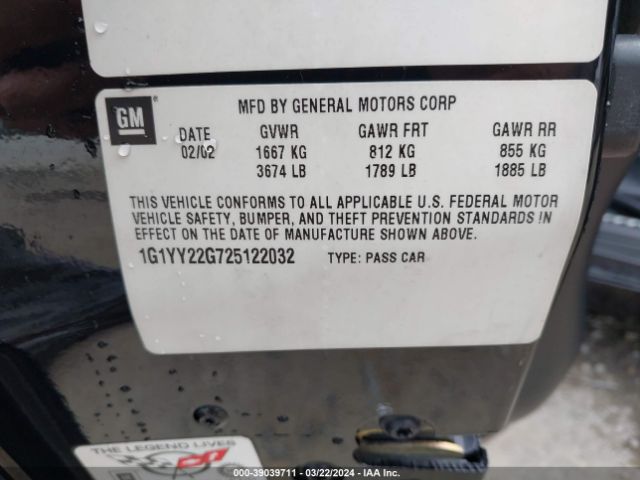 GM
MFD BY GENERAL MOTORS CORP
DATE GVWR GAWR FRT GAWR RR
02/02 1667 KG 812 KG 855 KG
3674 LB 1789 LB 1885 LB
THIS VEHICLE CONFORMS TO ALL APPLICABLE U.S. FEDERAL MOTOR
VEHICLE SAFETY, BUMPER, AND THEFT PREVENTION STANDARDS IN
EFFECT ON THE DATE OF MANUFACTURE SHOWN ABOVE.
1G1YY22G725122032 TYPE: PASS CAR
THE LEGEND LIVES
000-39039711 - 03/22/2024 - IAA Inc.